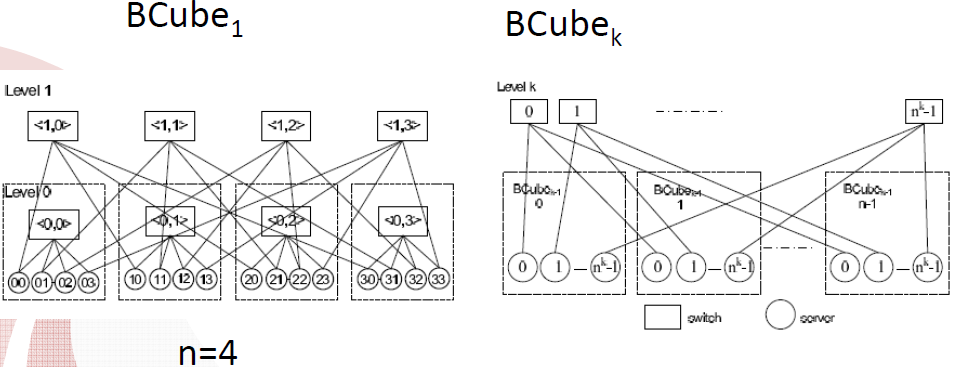 BCube1
BCubek
Level 1
<1,0>
<1,1>
<1,2>
<1,3>
Level 0
<0,0>
<0,1>
<0,2>
<0,3>
00 01 02 03
10 11 12 13
20 21 22 23
30 31 32 33
n=4
Level k
0
1
nk-1
BCubek-1
0
BCubek-1
1
BCubek-1
n-1
0 1 nk-1
0 1 nk-1
0 1 nk-1
switch
server